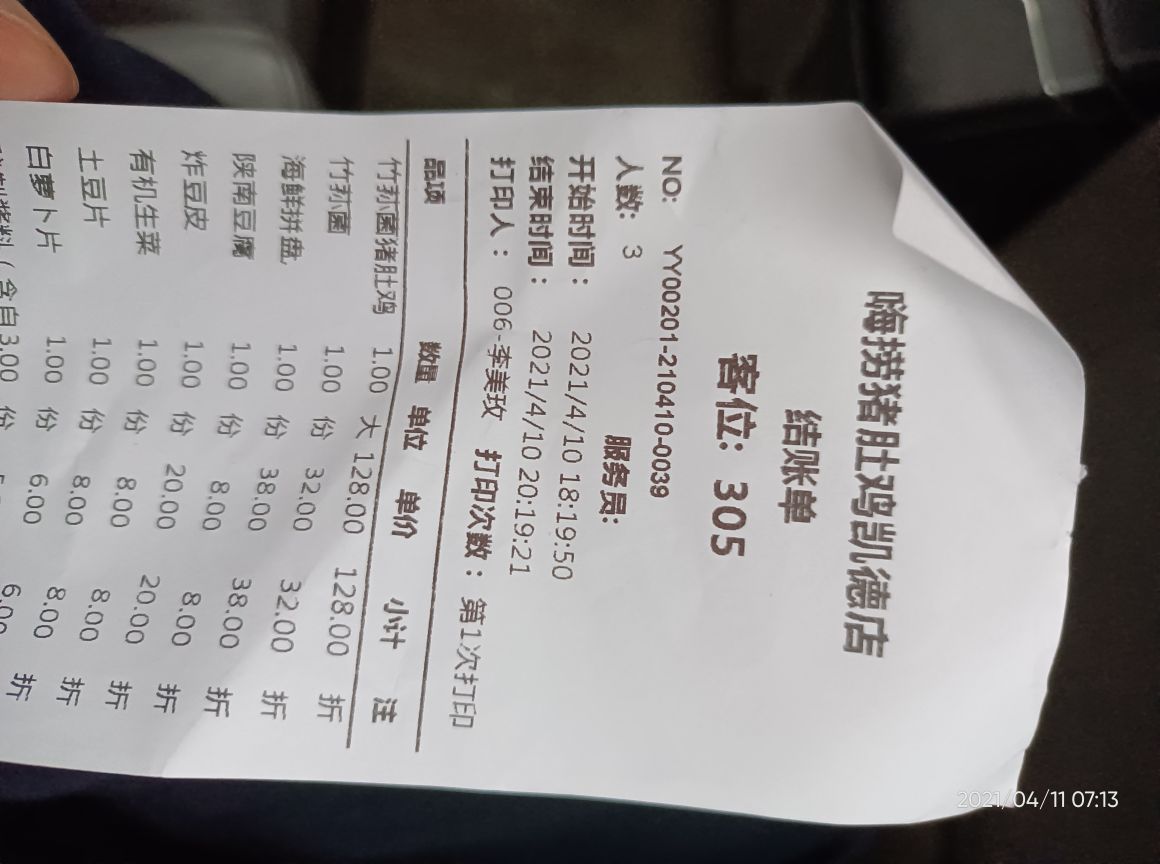 嗨捞猪肚鸡凯德店
结账单
客位: 305
NO: YY00201-210410-0039
人数: 3 服务员:
开始时间: 2021/4/10 18:19:50
结束时间: 2021/4/10 20:19:21
打印人: 006-李美玫 打印次数: 第1次打印
品项 数量 单位 单价 小计 注
竹荪菌猪肚鸡 1.00 大 128.00 128.00 折
竹荪菌 1.00 份 32.00 32.00 折
海鲜拼盘 1.00 份 38.00 38.00 折
陕南豆腐 1.00 份 8.00 8.00 折
炸豆皮 1.00 份 20.00 20.00 折
有机生菜 1.00 份 8.00 8.00 折
土豆片 1.00 份 8.00 8.00 折
白萝卜片 1.00 份 6.00 6.00
料(含自 3.00 份
2021/04/11 07:13